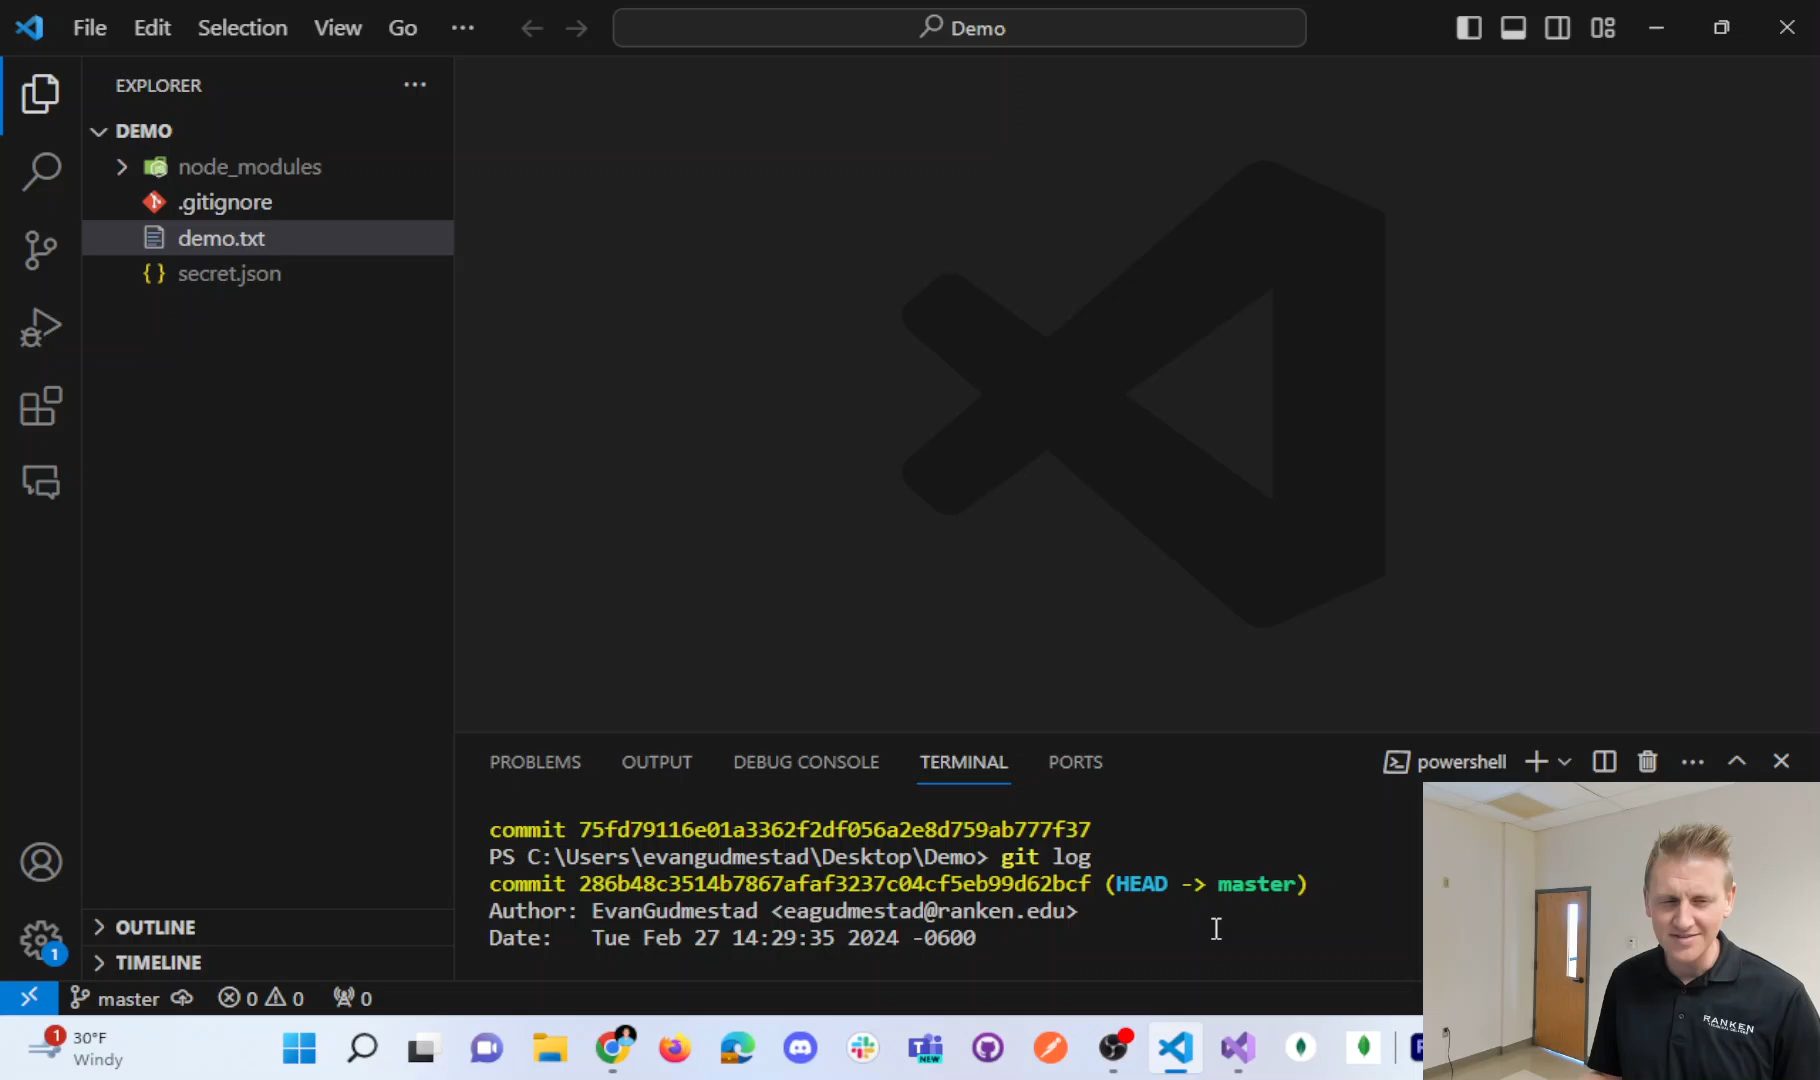 File Edit Selection View Go ···
Demo
EXPLORER ···
DEMO
node_modules
.gitignore
demo.txt
{ } secret.json
PROBLEMS OUTPUT DEBUG CONSOLE TERMINAL PORTS
powershell
commit 75fd79116e01a3362f2df056a2e8d759ab777f37
PS C:\Users\evangudmestad\Desktop\Demo> git log
commit 286b48c3514b7867afaf3237c04cf5eb99d62bcf (HEAD -> master)
Author: EvanGudmestad <eagudmestad@ranken.edu>
Date:   Tue Feb 27 14:29:35 2024 -0600
OUTLINE
TIMELINE
1
master 0 0 0
1
30°F
Windy
NEW
RANKEN